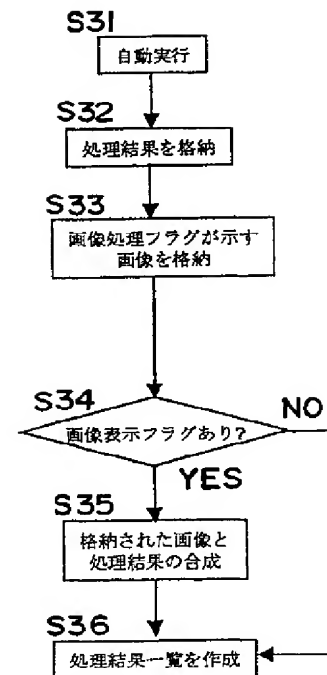 S31
自動実行
S32
処理結果を格納
S33
画像処理フラグが示す
画像を格納
S34
画像表示フラグあり?
NO
YES
S35
格納された画像と
処理結果の合成
S36
処理結果一覧を作成